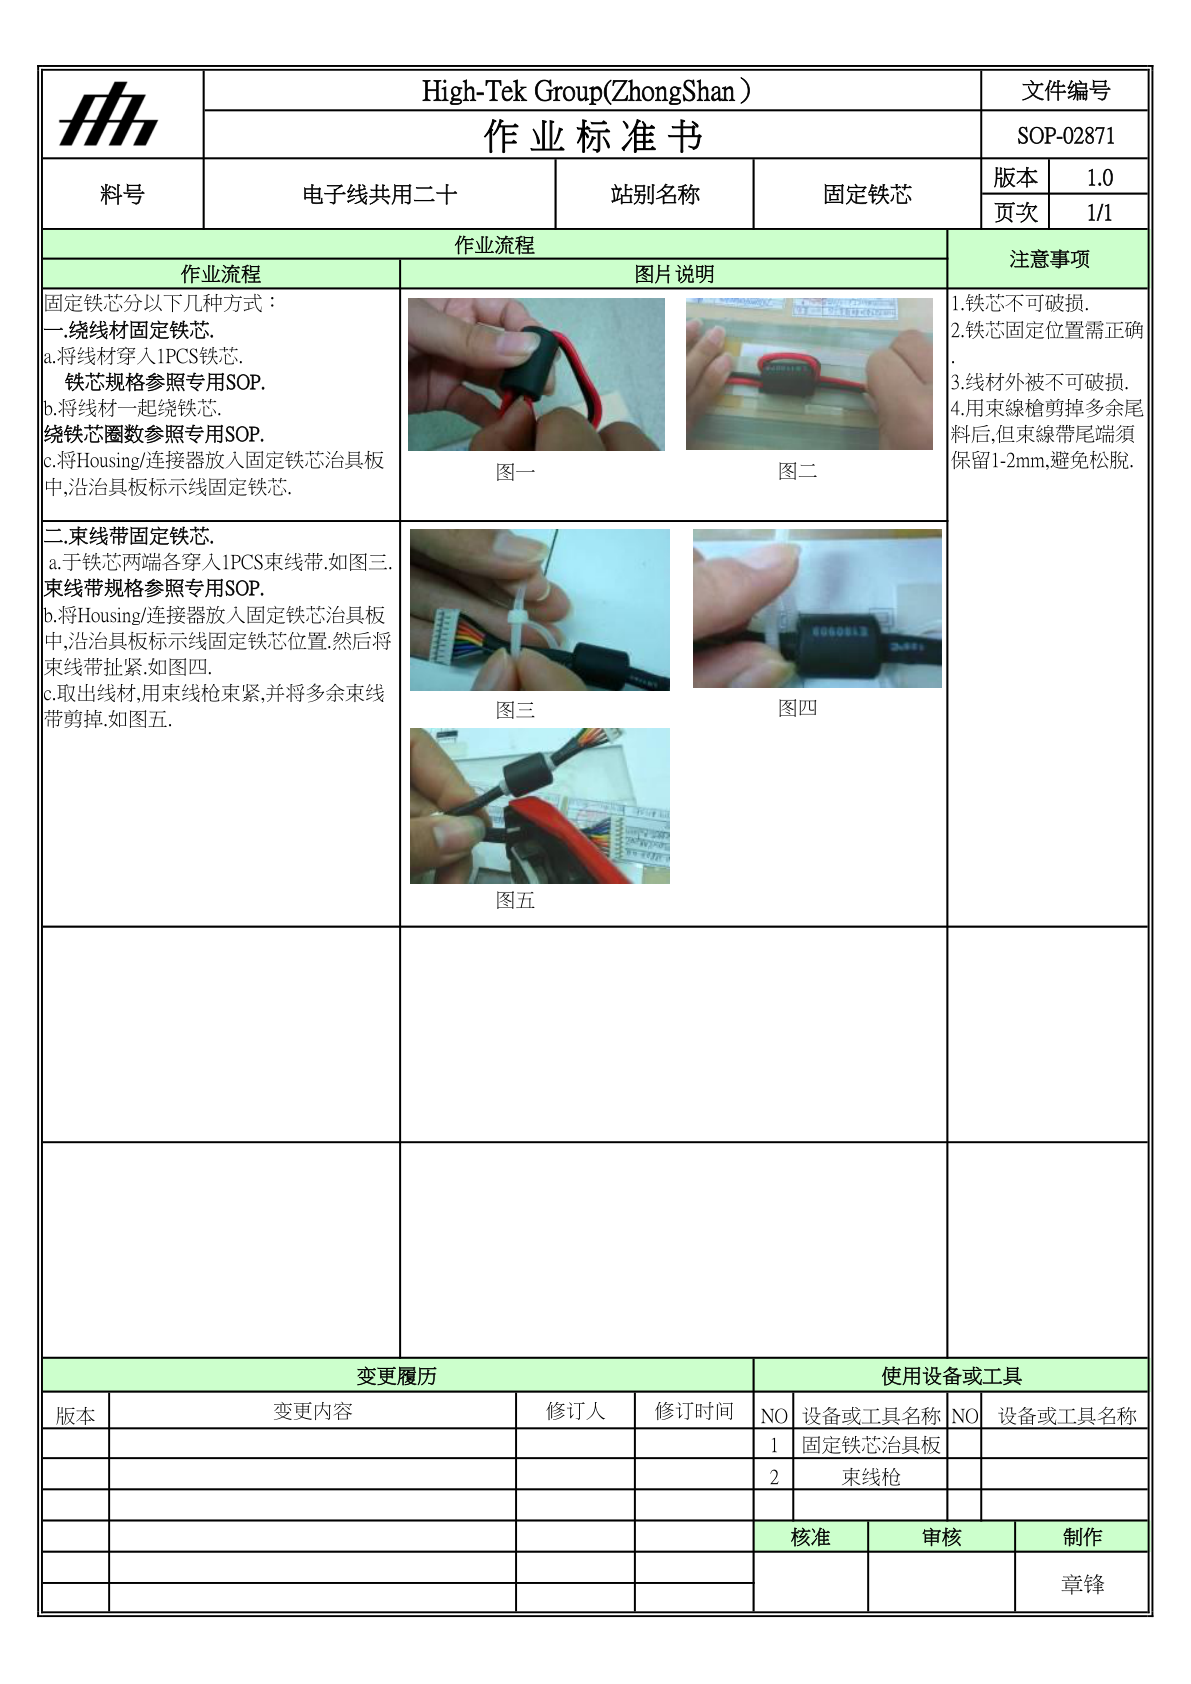 High-Tek Group(ZhongShan）
文件编号
作业标准书
SOP-02871
料号
电子线共用二十
站别名称
固定铁芯
版本
1.0
页次
1/1
作业流程
注意事项
作业流程
图片说明
固定铁芯分以下几种方式：
一.绕线材固定铁芯.
a.将线材穿入1PCS铁芯.
铁芯规格参照专用SOP.
b.将线材一起绕铁芯.
绕铁芯圈数参照专用SOP.
c.将Housing/连接器放入固定铁芯治具板
中,沿治具板标示线固定铁芯.
图一
图二
1.铁芯不可破损.
2.铁芯固定位置需正确
.
3.线材外被不可破损.
4.用束線槍剪掉多余尾
料后,但束線帶尾端須
保留1-2mm,避免松脫.
二.束线带固定铁芯.
a.于铁芯两端各穿入1PCS束线带.如图三.
束线带规格参照专用SOP.
b.将Housing/连接器放入固定铁芯治具板
中,沿治具板标示线固定铁芯位置.然后将
束线带扯紧.如图四.
c.取出线材,用束线枪束紧,并将多余束线
带剪掉.如图五.
E180908
图三
图四
图五
变更履历
使用设备或工具
版本
变更内容
修订人
修订时间
NO
设备或工具名称
NO
设备或工具名称
1
固定铁芯治具板
2
束线枪
核准
审核
制作
章锋